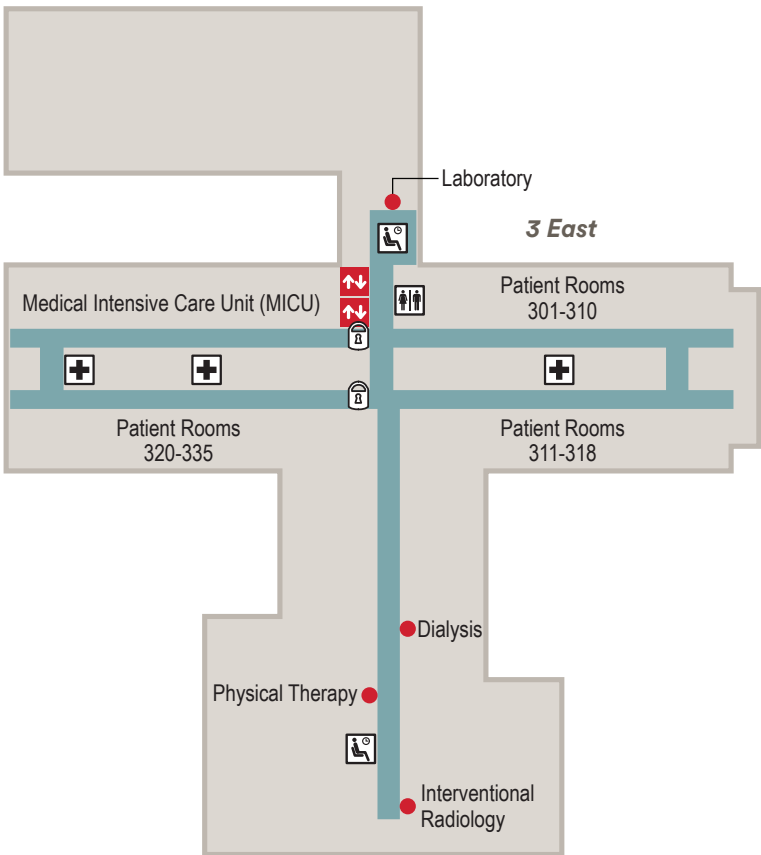 Laboratory
3 East
Medical Intensive Care Unit (MICU)
Patient Rooms
301-310
Patient Rooms
320-335
Patient Rooms
311-318
Dialysis
Physical Therapy
Interventional
Radiology